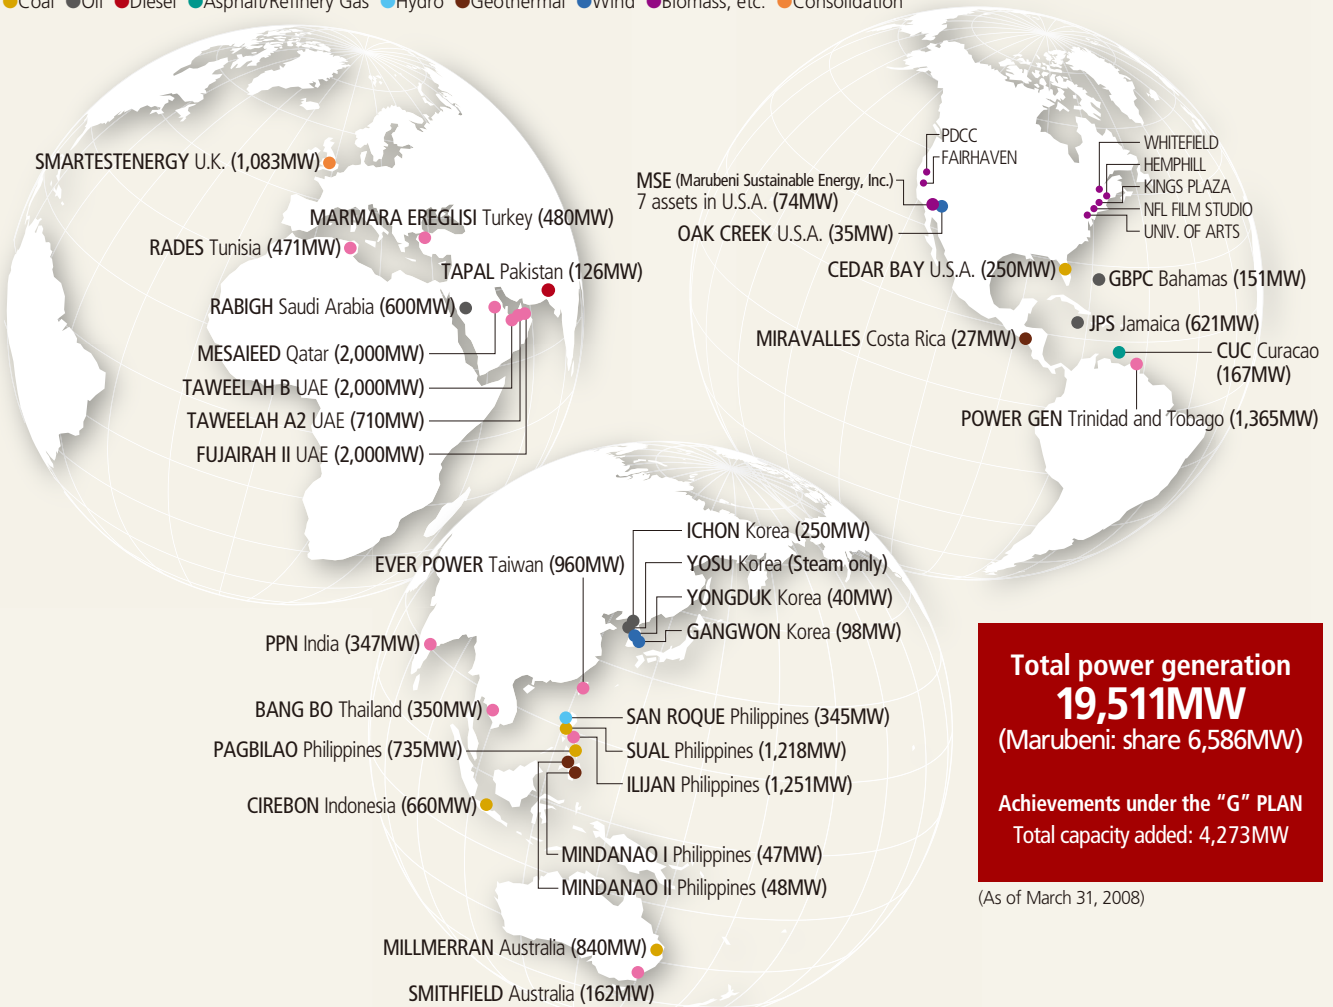 Coal Oil Diesel Asphalt/Refinery Gas Hydro Geothermal Wind Biomass, etc. Consolidation
SMARTESTENERGY U.K. (1,083MW)
MARMARA EREGLISI Turkey (480MW)
RADES Tunisia (471MW)
TAPAL Pakistan (126MW)
RABIGH Saudi Arabia (600MW)
MESAIEED Qatar (2,000MW)
TAWEELAH B UAE (2,000MW)
TAWEELAH A2 UAE (710MW)
FUJAIRAH II UAE (2,000MW)
PDCC
FAIRHAVEN
MSE (Marubeni Sustainable Energy, Inc.)
7 assets in U.S.A. (74MW)
OAK CREEK U.S.A. (35MW)
WHITEFIELD
HEMPHILL
KINGS PLAZA
NFL FILM STUDIO
UNIV. OF ARTS
CEDAR BAY U.S.A. (250MW)
GBPC Bahamas (151MW)
JPS Jamaica (621MW)
MIRAVALLES Costa Rica (27MW)
CUC Curacao
(167MW)
POWER GEN Trinidad and Tobago (1,365MW)
ICHON Korea (250MW)
EVER POWER Taiwan (960MW)
YOSU Korea (Steam only)
YONGDUK Korea (40MW)
GANGWON Korea (98MW)
PPN India (347MW)
BANG BO Thailand (350MW)
SAN ROQUE Philippines (345MW)
PAGBILAO Philippines (735MW)
SUAL Philippines (1,218MW)
ILIJAN Philippines (1,251MW)
CIREBON Indonesia (660MW)
MINDANAO I Philippines (47MW)
MINDANAO II Philippines (48MW)
MILLMERRAN Australia (840MW)
SMITHFIELD Australia (162MW)
Total power generation
19,511MW
(Marubeni: share 6,586MW)
Achievements under the “G” PLAN
Total capacity added: 4,273MW
(As of March 31, 2008)